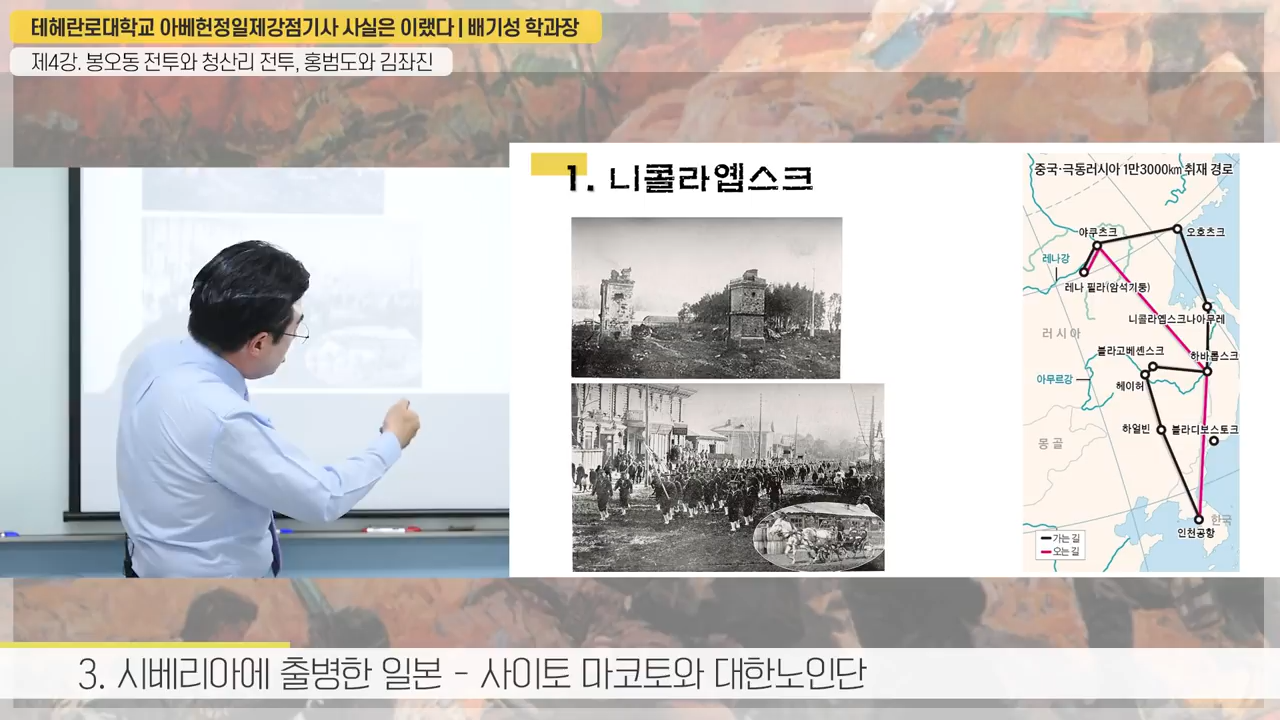 테헤란로대학교 아베헌정일제강점기사 사실은 이랬다 | 배기성 학과장
제4강. 봉오동 전투와 청산리 전투, 홍범도와 김좌진
1. 니콜라옙스크
중국·극동러시아 1만3000㎞ 취재 경로
야쿠츠크
오호츠크
레나강
레나 필라(암석기둥)
니콜라옙스크나아무레
러시아
블라고베셴스크
하바롭스크
아무르강
헤이허
하얼빈
블라디보스토크
몽골
한국
인천공항
가는 길
오는 길
3. 시베리아에 출병한 일본 - 사이토 마코토와 대한노인단